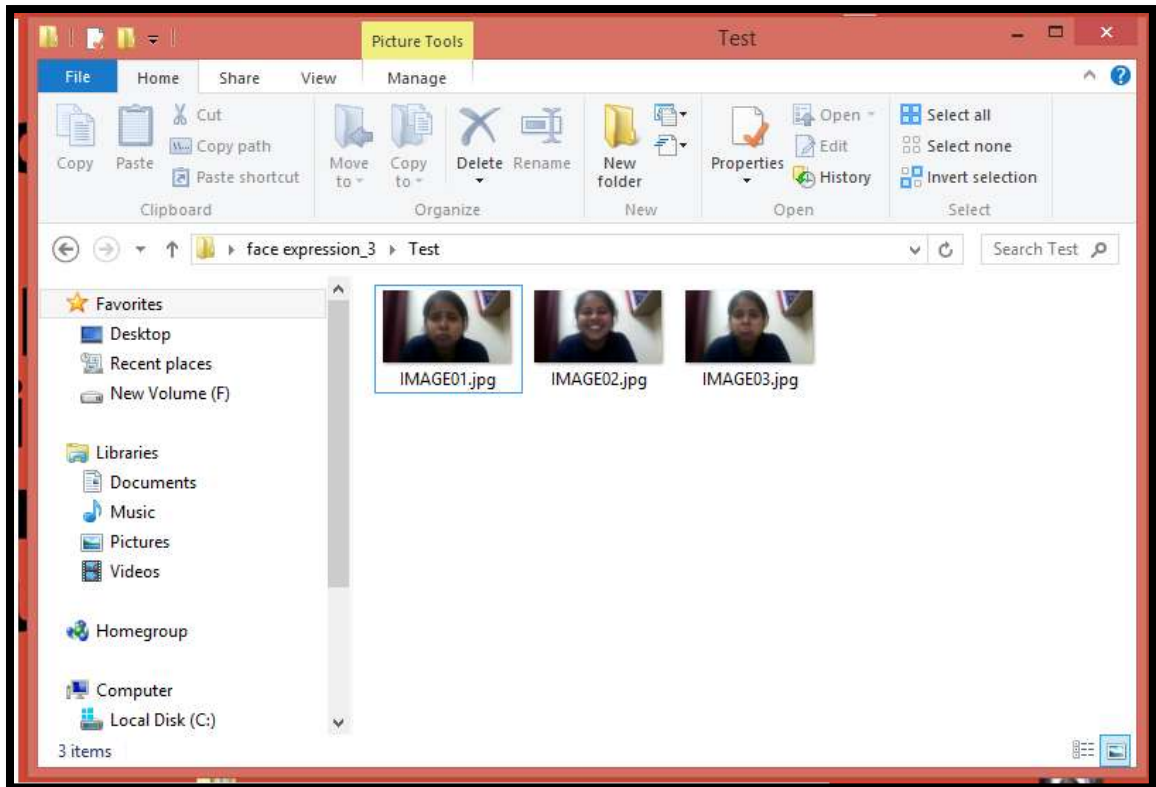 Picture Tools
Test
File Home Share View Manage
Copy
Paste
Cut
Copy path
Paste shortcut
Clipboard
Move to
Copy to
Delete
Rename
Organize
New folder
New
Properties
Open
Edit
History
Open
Select all
Select none
Invert selection
Select
face expression_3 Test
Search Test
Favorites
Desktop
Recent places
New Volume (F)
Libraries
Documents
Music
Pictures
Videos
Homegroup
Computer
Local Disk (C:)
IMAGE01.jpg IMAGE02.jpg IMAGE03.jpg
3 items